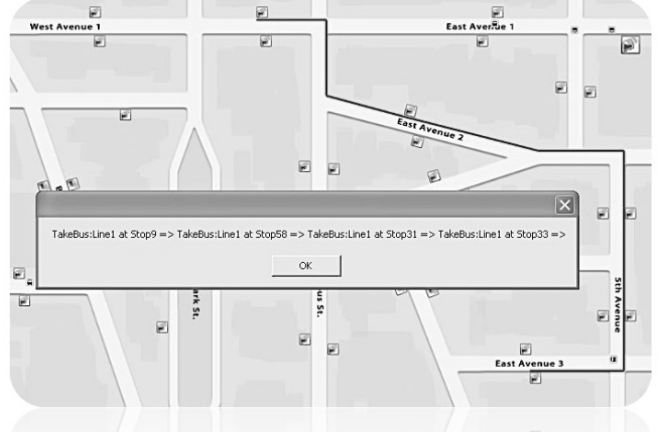 West Avenue 1
East Avenue 1
East Avenue 2
TakeBus:Line1 at Stop9 => TakeBus:Line1 at Stop58 => TakeBus:Line1 at Stop31 => TakeBus:Line1 at Stop33 =>
OK
ark St.
us St.
5th Avenue
East Avenue 3